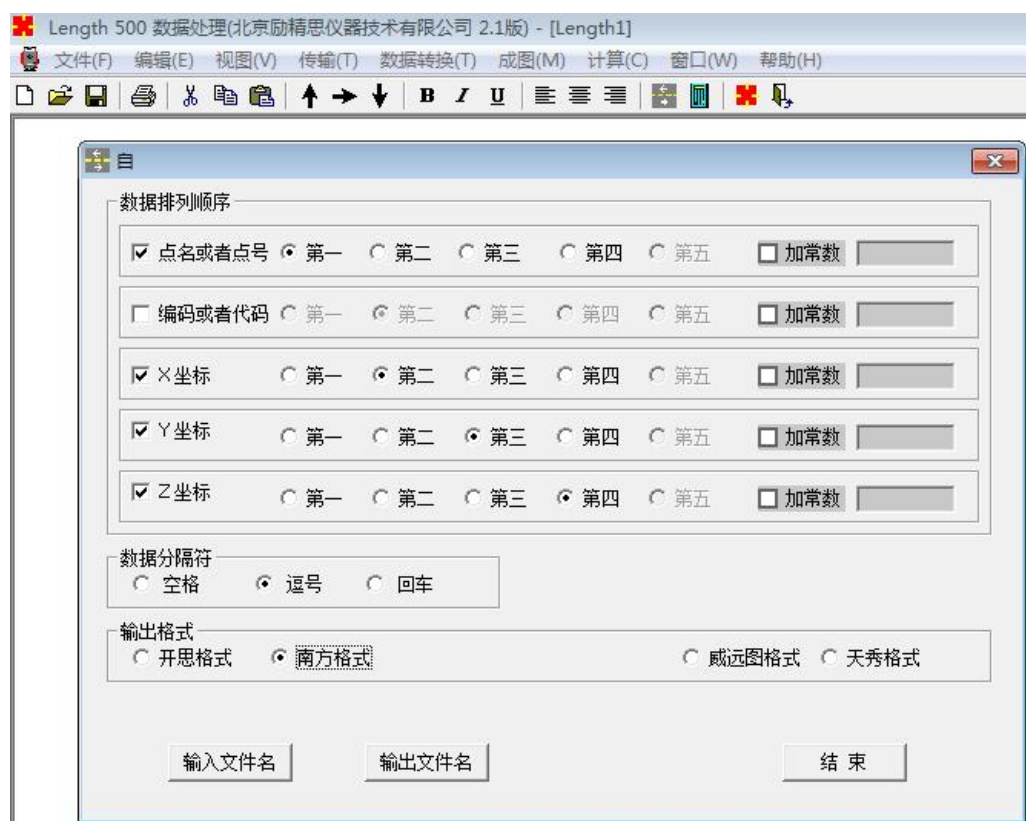 Length 500 数据处理(北京励精思仪器技术有限公司 2.1版) - [Length1]
文件(F) 编辑(E) 视图(V) 传输(T) 数据转换(T) 成图(M) 计算(C) 窗口(W) 帮助(H)
B I U
自
数据排列顺序
点名或者点号 第一 第二 第三 第四 第五 加常数
编码或者代码 第一 第二 第三 第四 第五 加常数
X坐标 第一 第二 第三 第四 第五 加常数
Y坐标 第一 第二 第三 第四 第五 加常数
Z坐标 第一 第二 第三 第四 第五 加常数
数据分隔符
空格 逗号 回车
输出格式
开思格式 南方格式 威远图格式 天秀格式
输入文件名 输出文件名 结 束